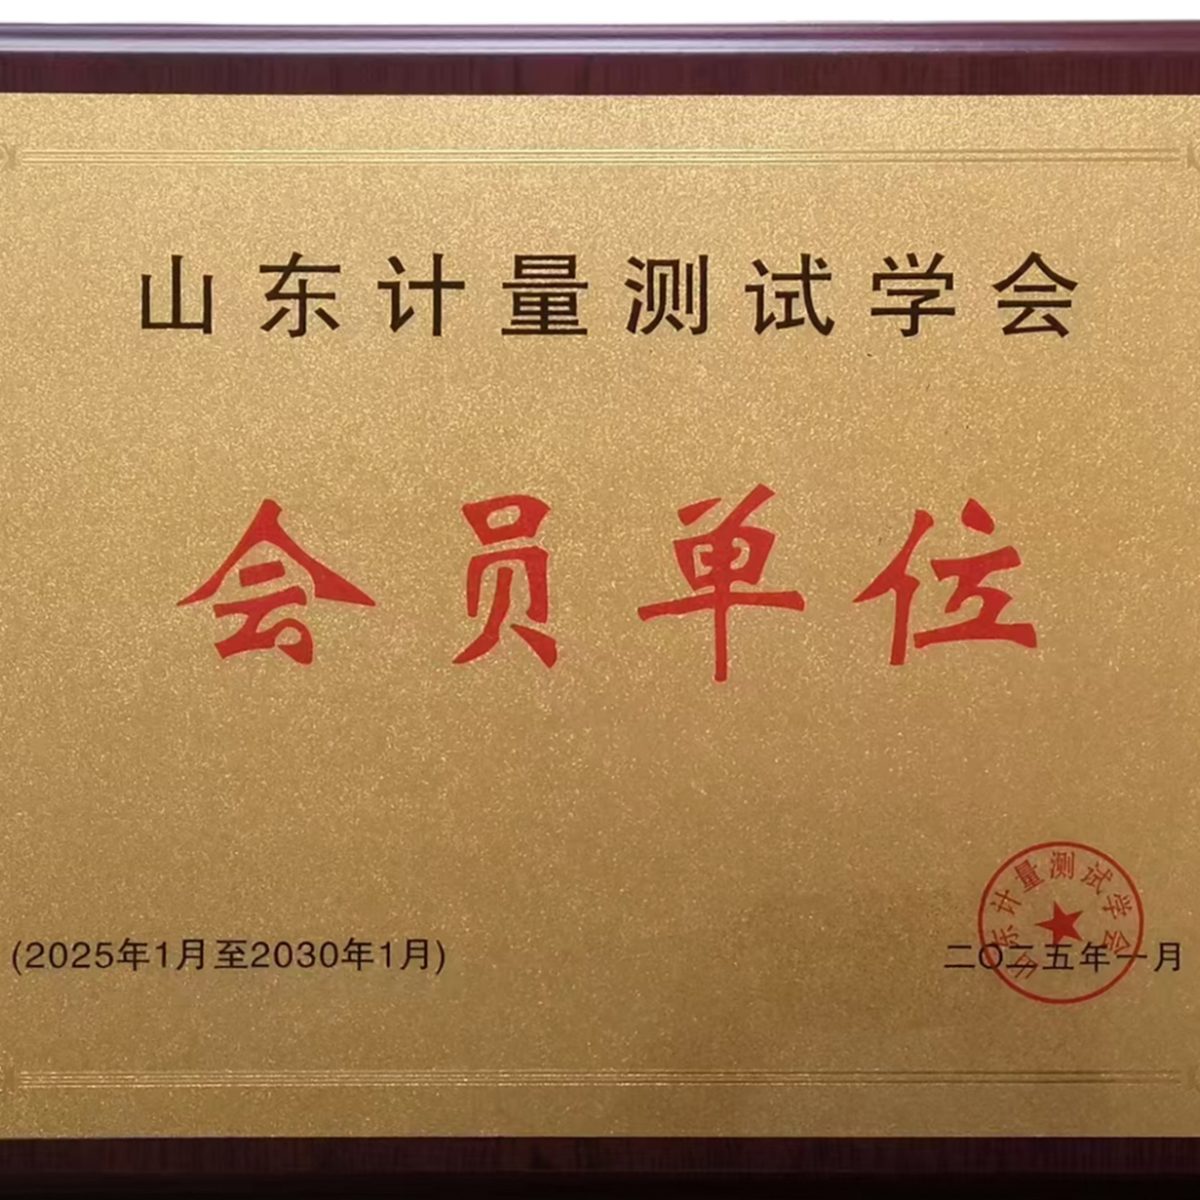 山东计量测试学会
会员单位
山东计量测试学会
(2025年1月至2030年1月)
二〇二五年一月